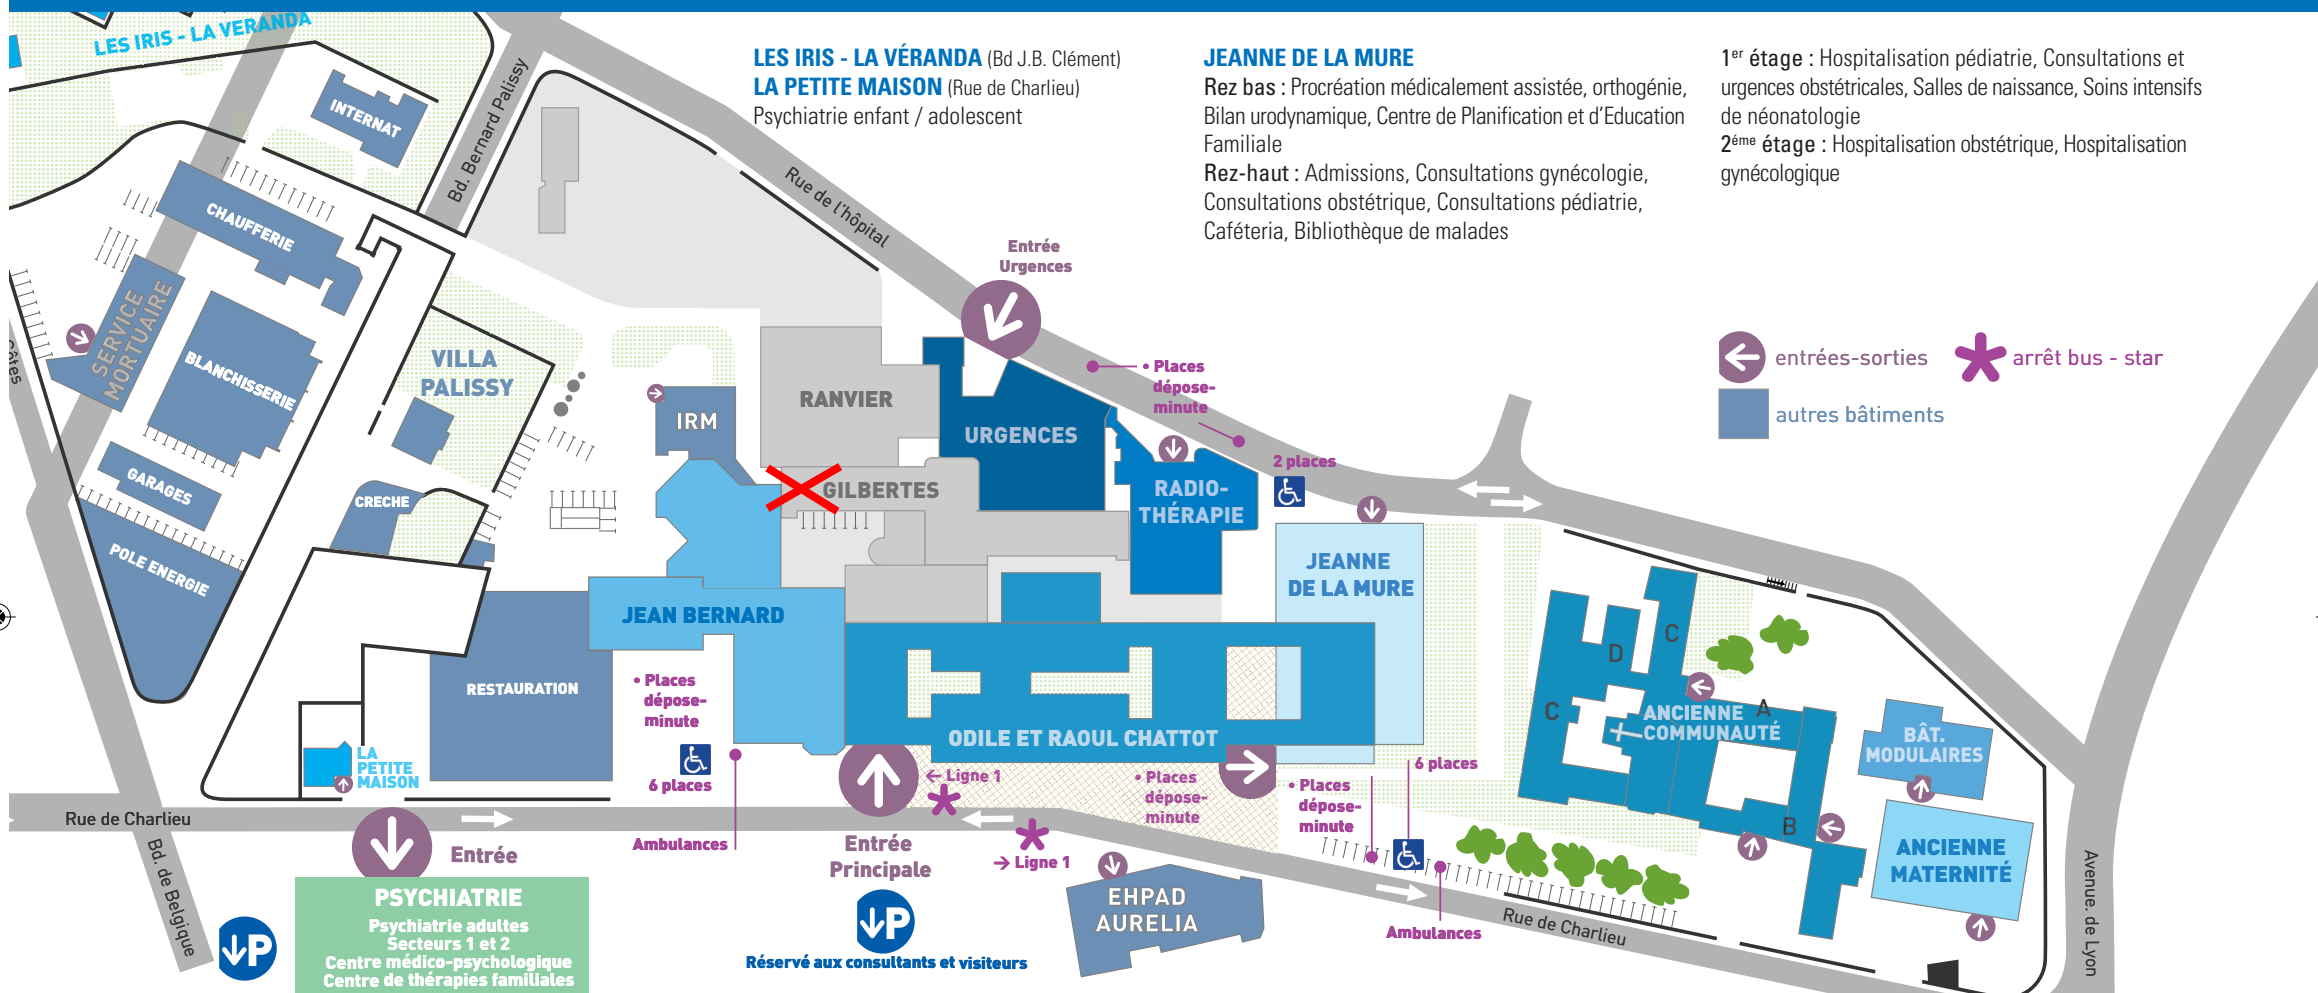 LES IRIS - LA VERANDA
LES IRIS - LA VÉRANDA (Bd J.B. Clément)
LA PETITE MAISON (Rue de Charlieu)
Psychiatrie enfant / adolescent
JEANNE DE LA MURE
Rez bas : Procréation médicalement assistée, orthogénie,
Bilan urodynamique, Centre de Planification et d'Education
Familiale
Rez-haut : Admissions, Consultations gynécologie,
Consultations obstétrique, Consultations pédiatrie,
Caféteria, Bibliothèque de malades
1er étage : Hospitalisation pédiatrie, Consultations et
urgences obstétricales, Salles de naissance, Soins intensifs
de néonatologie
2éme étage : Hospitalisation obstétrique, Hospitalisation
gynécologique
INTERNAT
Bd. Bernard Palissy
Rue de l'hôpital
CHAUFFERIE
Entrée
Urgences
SERVICE
MORTUAIRE
BLANCHISSERIE
VILLA
PALISSY
entrées-sorties
arrêt bus - star
autres bâtiments
• Places
dépose-
minute
RANVIER
IRM
URGENCES
GILBERTES
RADIO-
THÉRAPIE
2 places
GARAGES
CRECHE
POLE ENERGIE
JEANNE
DE LA MURE
JEAN BERNARD
RESTAURATION
• Places
dépose-
minute
6 places
Ambulances
ODILE ET RAOUL CHATTOT
C
D
C
A
B
ANCIENNE
COMMUNAUTÉ
BÂT.
MODULAIRES
ANCIENNE
MATERNITÉ
LA
PETITE
MAISON
← Ligne 1
→ Ligne 1
• Places
dépose-
minute
• Places
dépose-
minute
6 places
Ambulances
Rue de Charlieu
Bd. de Belgique
Entrée
Entrée
Principale
PSYCHIATRIE
Psychiatrie adultes
Secteurs 1 et 2
Centre médico-psychologique
Centre de thérapies familiales
P
P
Réservé aux consultants et visiteurs
EHPAD
AURELIA
Rue de Charlieu
Avenue. de Lyon